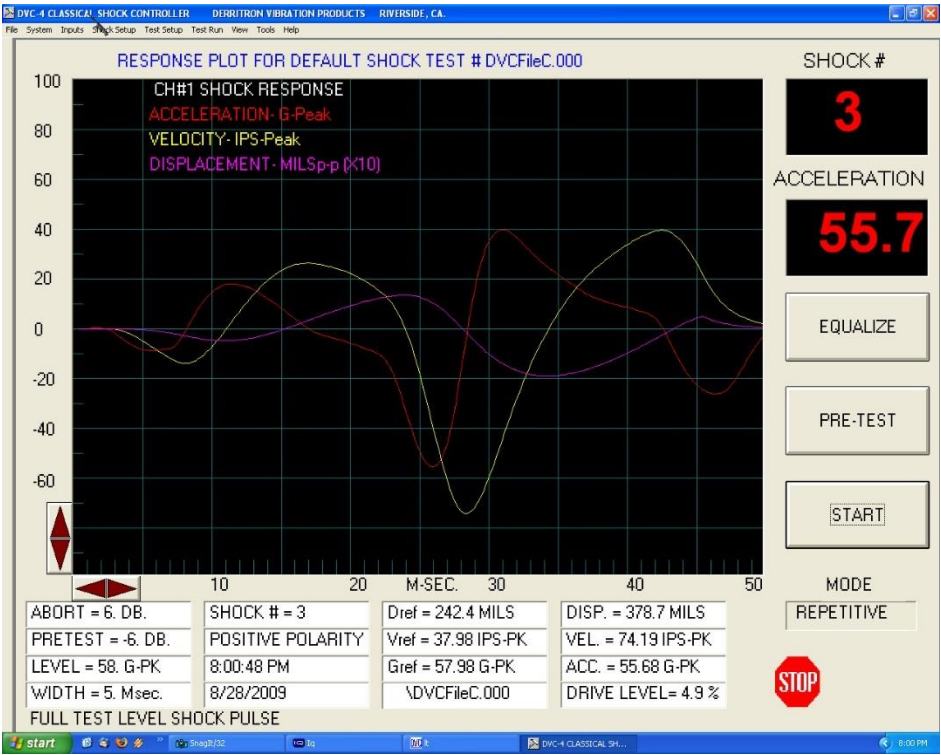 DVC-4 CLASSICAL SHOCK CONTROLLER DERRITRON VIBRATION PRODUCTS RIVERSIDE, CA.
File System Inputs Shock Setup Test Setup Test Run View Tools Help
RESPONSE PLOT FOR DEFAULT SHOCK TEST # DVCFileC.000
CH#1 SHOCK RESPONSE
ACCELERATION- G-Peak
VELOCITY- IPS-Peak
DISPLACEMENT- MILSp-p (X10)
100
80
60
40
20
0
-20
-40
-60
10 20 M-SEC. 30 40 50
SHOCK #
3
ACCELERATION
55.7
EQUALIZE
PRE-TEST
START
MODE
REPETITIVE
STOP
ABORT = 6. DB. SHOCK # = 3 Dref = 242.4 MILS DISP. = 378.7 MILS
PRETEST = -6. DB. POSITIVE POLARITY Vref = 37.98 IPS-PK VEL. = 74.19 IPS-PK
LEVEL = 58. G-PK 8:00:48 PM Gref = 57.98 G-PK ACC. = 55.68 G-PK
WIDTH = 5. Msec. 8/28/2009 \DVCFileC.000 DRIVE LEVEL= 4.9 %
FULL TEST LEVEL SHOCK PULSE
start SnagIt/32 DVC-4 CLASSICAL SH... 8:00 PM